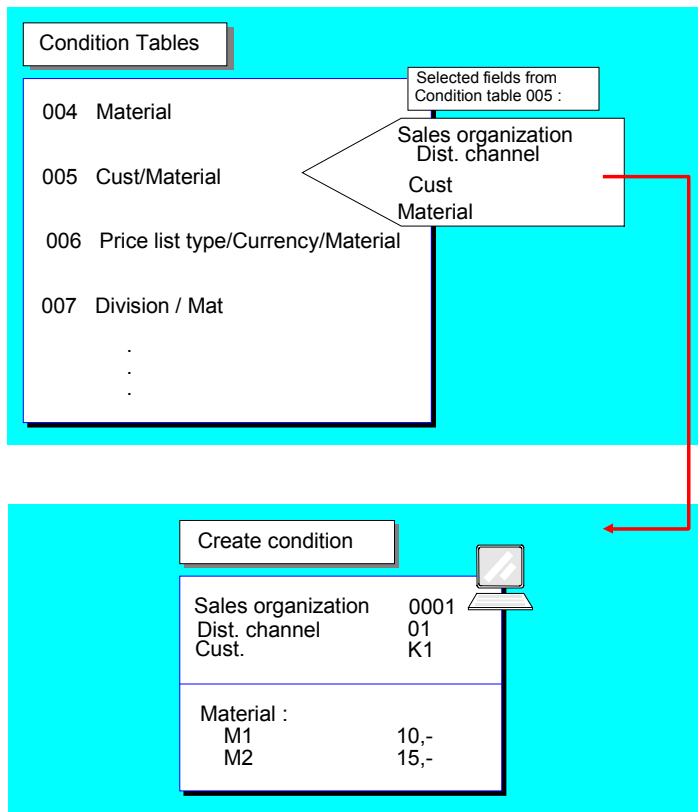 Condition Tables
Selected fields from
Condition table 005 :
004 Material
Sales organization
Dist. channel
005 Cust/Material
Cust
Material
006 Price list type/Currency/Material
007 Division / Mat
.
.
.
Create condition
Sales organization 0001
Dist. channel 01
Cust. K1
Material :
M1 10,-
M2 15,-